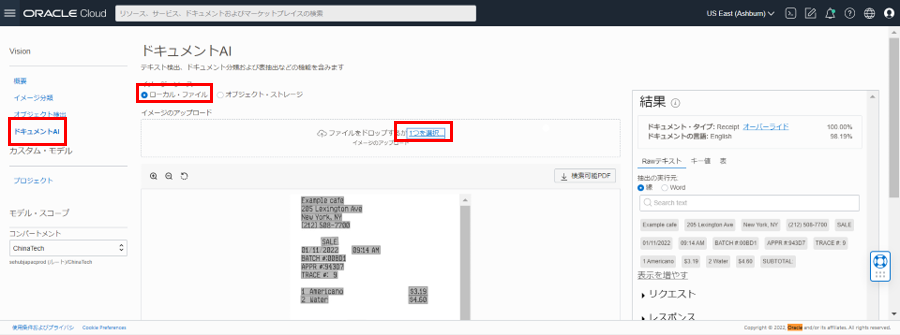 ORACLE Cloud
リソース、サービス、ドキュメントおよびマーケットプレイスの検索
US East (Ashburn)
Vision
概要
イメージ分類
オブジェクト検出
ドキュメントAI
カスタム・モデル
プロジェクト
モデル・スコープ
コンパートメント
ChinaTech
(ルート)/ChinaTech
ドキュメントAI
テキスト検出、ドキュメント分類および表抽出などの機能を含みます
ローカル・ファイル オブジェクト・ストレージ
イメージのアップロード
ファイルをドロップするか 1つを選択...
イメージのアップロード
検索可能PDF
Example cafe
205 Lexington Ave
New York, NY
(212) 508-7700
SALE
01/11/2022 09:14 AM
BATCH #:00BD1
APPR #:943D7
TRACE #: 9
1 Americano $3.19
2 Water $4.60
結果
ドキュメント・タイプ: Receipt オーバーライド 100.00%
ドキュメントの言語: English 98.19%
Rawテキスト キー値 表
抽出の実行元
線 Word
Search text
Example cafe 205 Lexington Ave New York, NY (212) 508-7700 SALE
01/11/2022 09:14 AM BATCH #:00BD1 APPR #:943D7 TRACE #: 9
1 Americano $3.19 2 Water $4.60 SUBTOTAL
表示を増やす
リクエスト
レスポンス
使用条件およびプライバシ Cookie Preferences
Copyright © 2022, Oracle and/or its affiliates. All rights reserved.